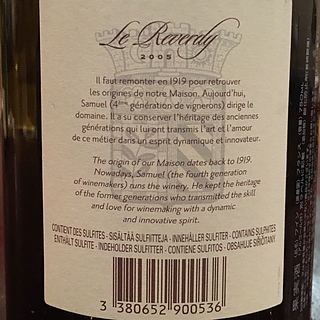 Le Reverdy
2005
Il faut remonter en 1919 pour retrouver
les origines de notre Maison. Aujourd'hui,
Samuel (4ème génération de vignerons) dirige le
domaine. Il a su conserver l'héritage des anciennes
générations qui lui ont transmis l'art et l'amour
de ce métier dans un esprit dynamique et innovateur.
The origin of our Maison dates back to 1919.
Nowadays, Samuel (the fourth generation
of winemakers) runs the winery. He kept the heritage
of the former generations who transmitted the skill
and love for winemaking with a dynamic
and innovative spirit.
CONTIENT DES SULFITES - SISÄLTÄÄ SULFIITTEJA - INNEHÅLLER SULFITER - CONTAINS SULPHITES
ENTHÄLT SULFITE - INDEHOLDER SULFITTER - CONTIENE SULFITOS - OBSAHUJE SIŘIČITANY
3 380652 900536